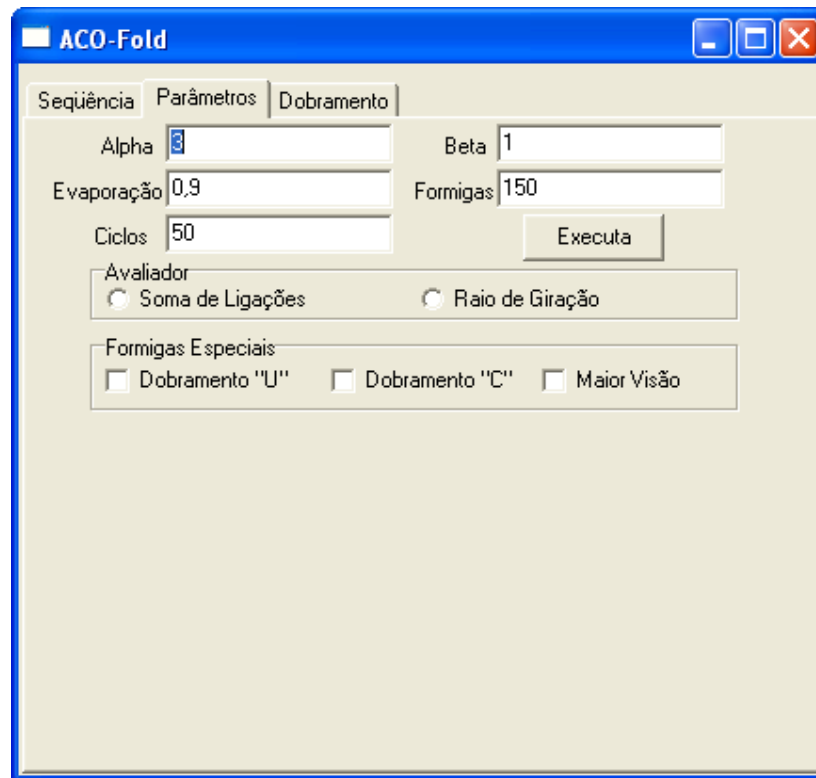 ACO-Fold
Seqüência Parâmetros Dobramento
Alpha 3 Beta 1
Evaporação 0,9 Formigas 150
Ciclos 50 Executa
Avaliador
Soma de Ligações Raio de Giração
Formigas Especiais
Dobramento "U" Dobramento "C" Maior Visão